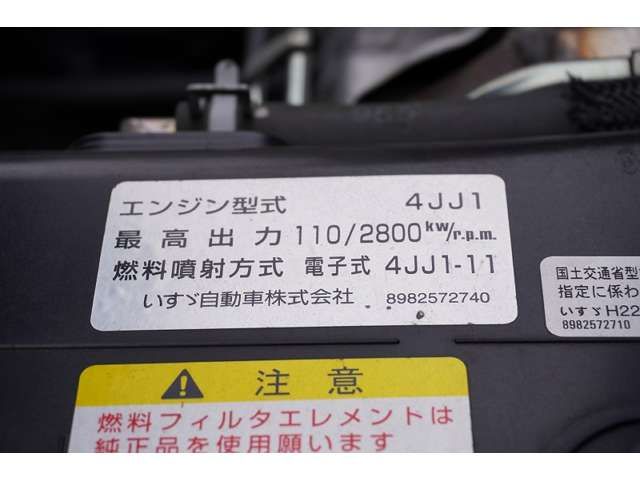 エンジン型式 4JJ1
最高出力 110/2800kW/r.p.m.
燃料噴射方式 電子式 4JJ1-11
いすゞ自動車株式会社 8982572740
国土交通省型
指定に係わ
いすゞH22
8982572710
注意
燃料フィルタエレメントは
純正品を使用願います